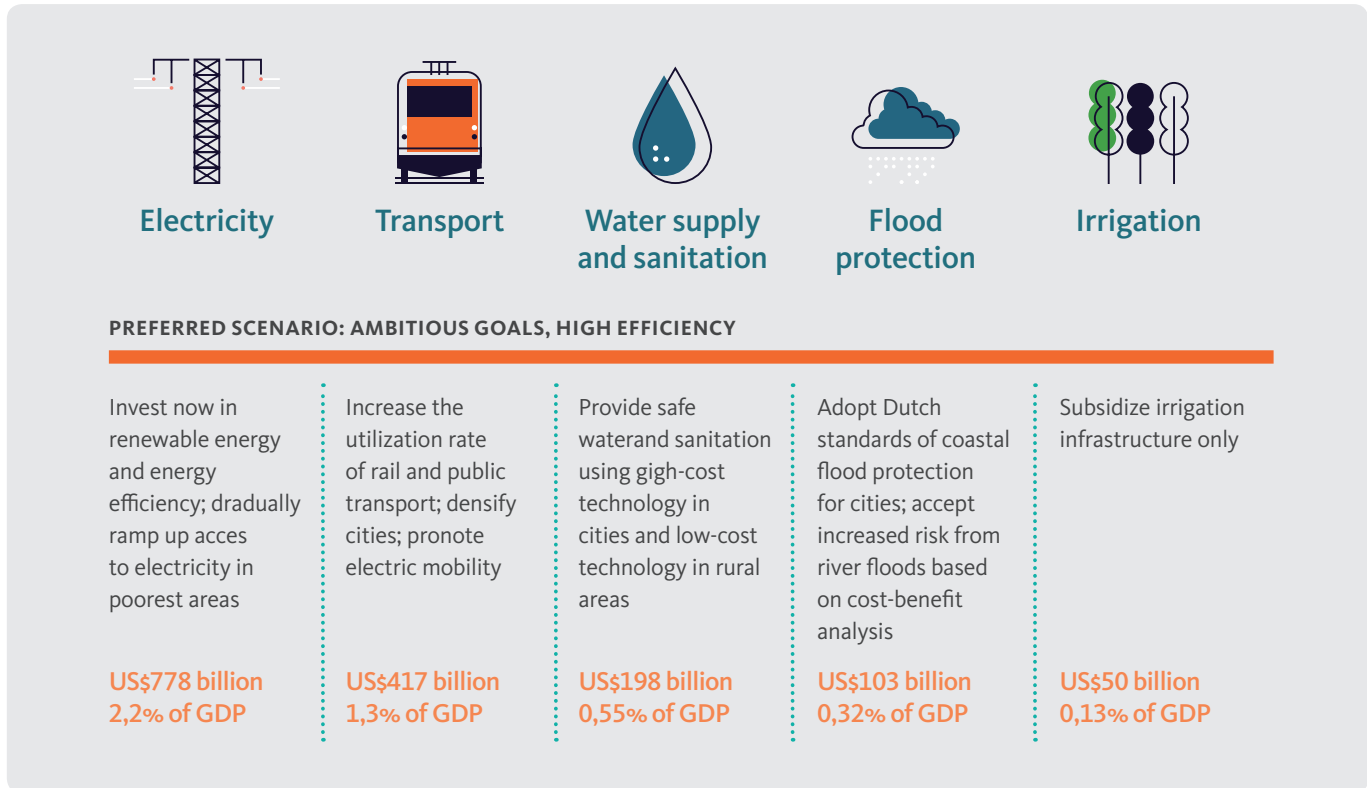 Electricity
Transport
Water supply
and sanitation
Flood
protection
Irrigation
PREFERRED SCENARIO: AMBITIOUS GOALS, HIGH EFFICIENCY
Invest now in
renewable energy
and energy
efficiency; dradually
ramp up acces
to electricity in
poorest areas
US$778 billion
2,2% of GDP
Increase the
utilization rate
of rail and public
transport; densify
cities; pronote
electric mobility
US$417 billion
1,3% of GDP
Provide safe
waterand sanitation
using gigh-cost
technology in
cities and low-cost
technology in rural
areas
US$198 billion
0,55% of GDP
Adopt Dutch
standards of coastal
flood protection
for cities; accept
increased risk from
river floods based
on cost-benefit
analysis
US$103 billion
0,32% of GDP
Subsidize irrigation
infrastructure only
US$50 billion
0,13% of GDP